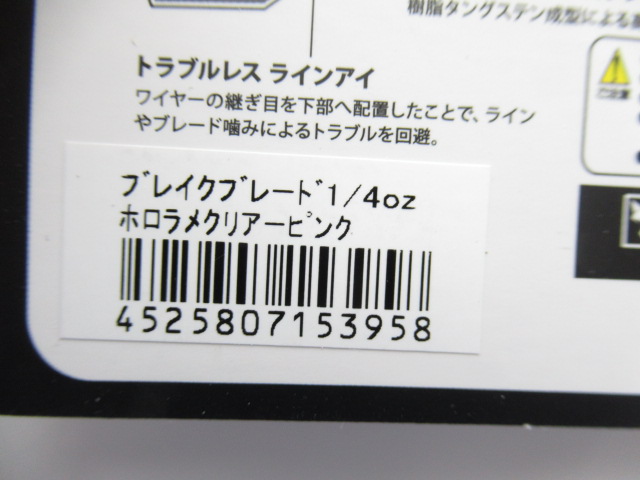 樹脂タングステン成型による
トラブルレス ラインアイ
ワイヤーの継ぎ目を下部へ配置したことで、ライン
やブレード噛みによるトラブルを回避。
ご注意
ブレイクブレード1/4oz
ホロラメクリアーピンク
4525807153958